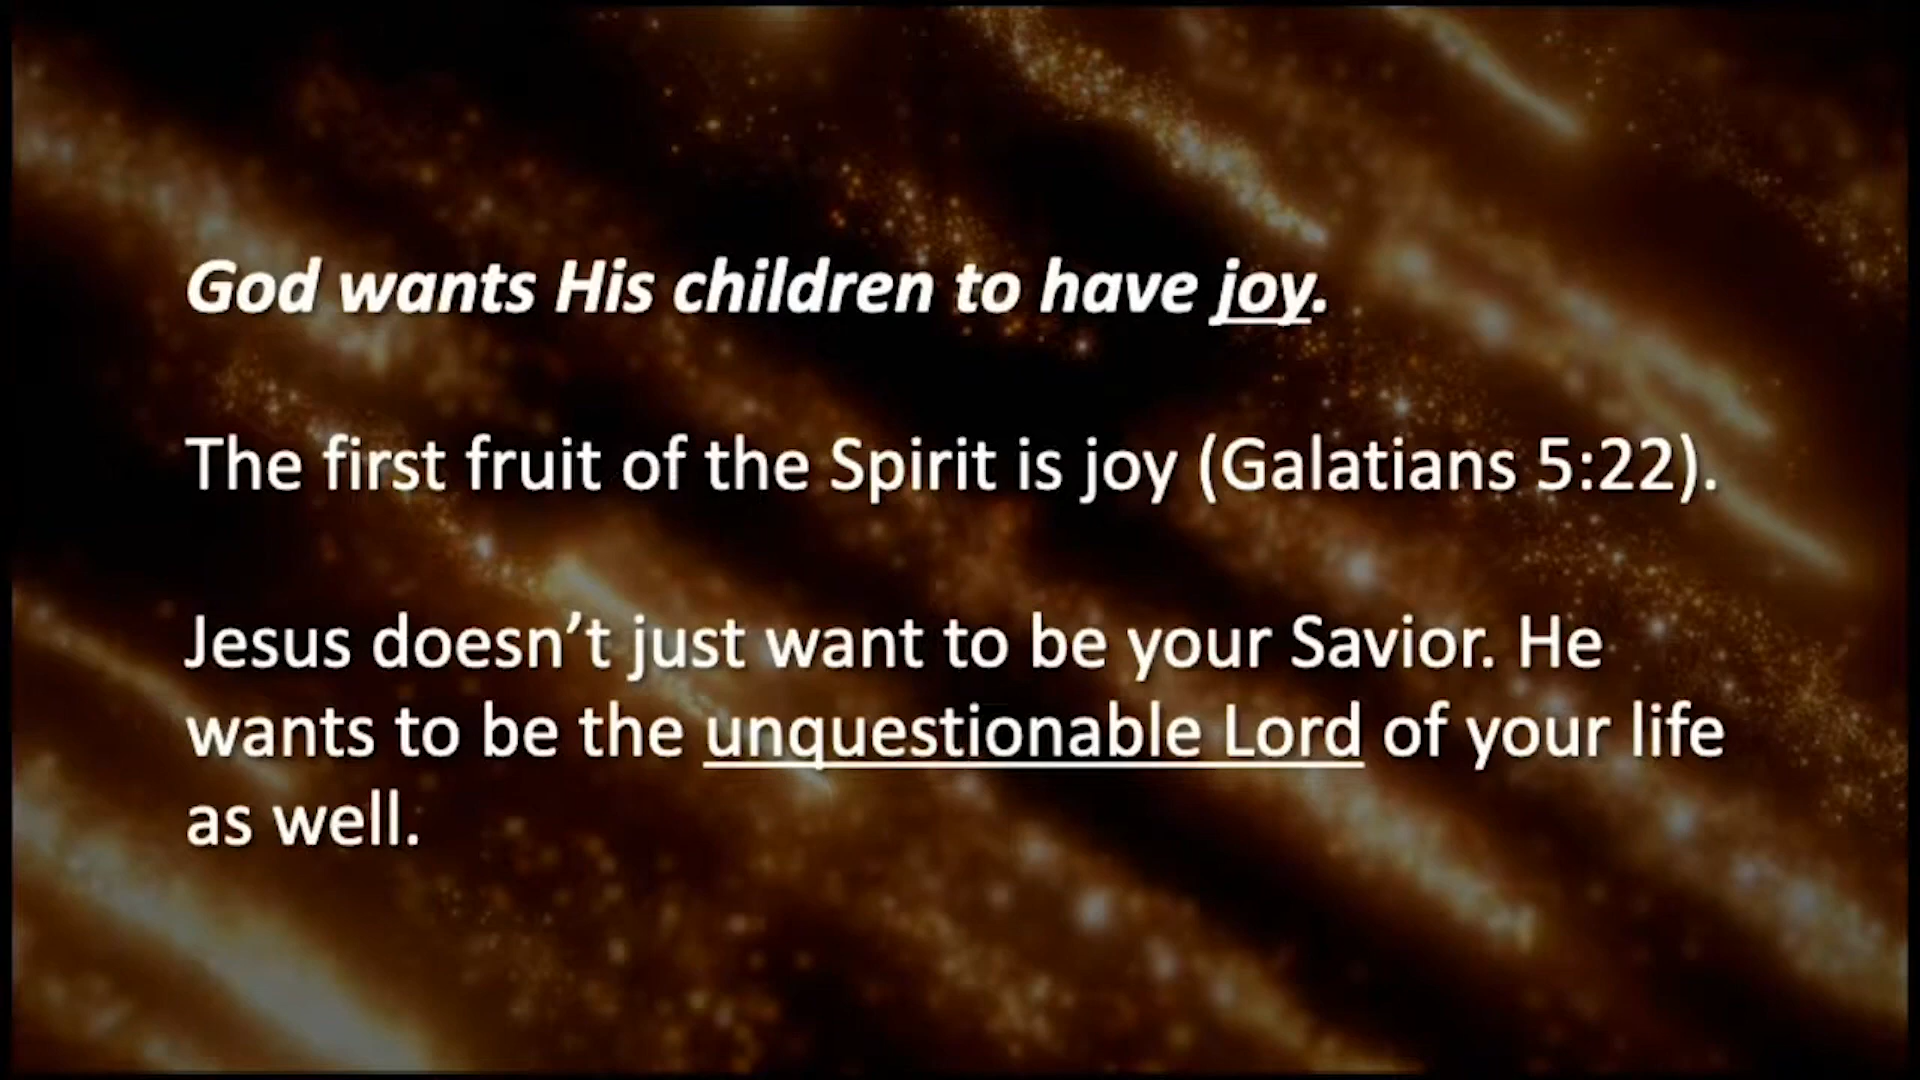 God wants His children to have joy.
The first fruit of the Spirit is joy (Galatians 5:22).
Jesus doesn’t just want to be your Savior. He
wants to be the unquestionable Lord of your life
as well.